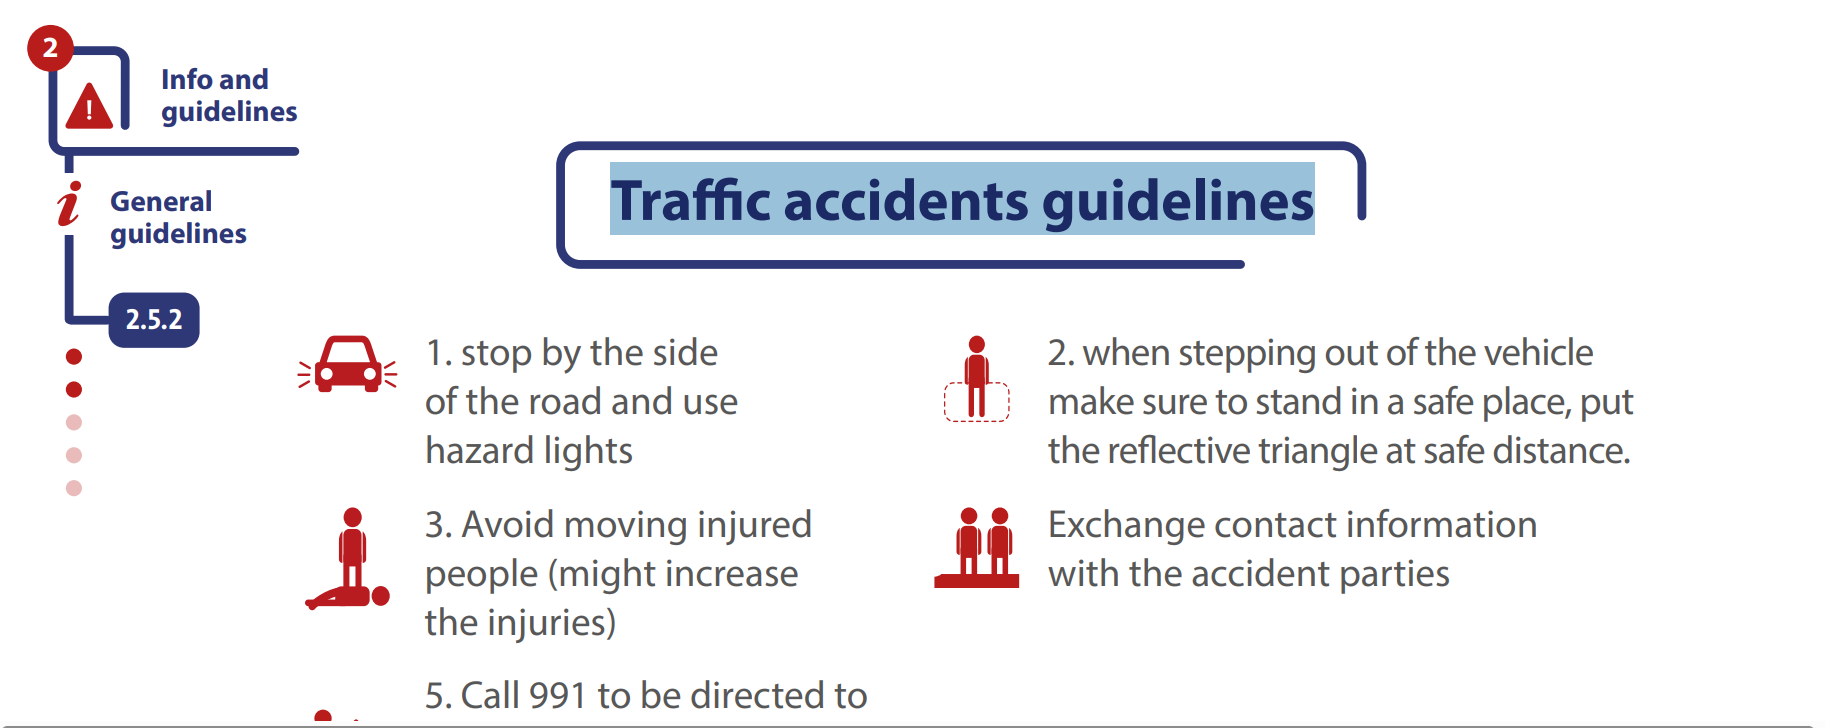 2
!
Info and
guidelines
i
General
guidelines
2.5.2
Traffic accidents guidelines
1. stop by the side
of the road and use
hazard lights
2. when stepping out of the vehicle
make sure to stand in a safe place, put
the reflective triangle at safe distance.
3. Avoid moving injured
people (might increase
the injuries)
Exchange contact information
with the accident parties
5. Call 991 to be directed to